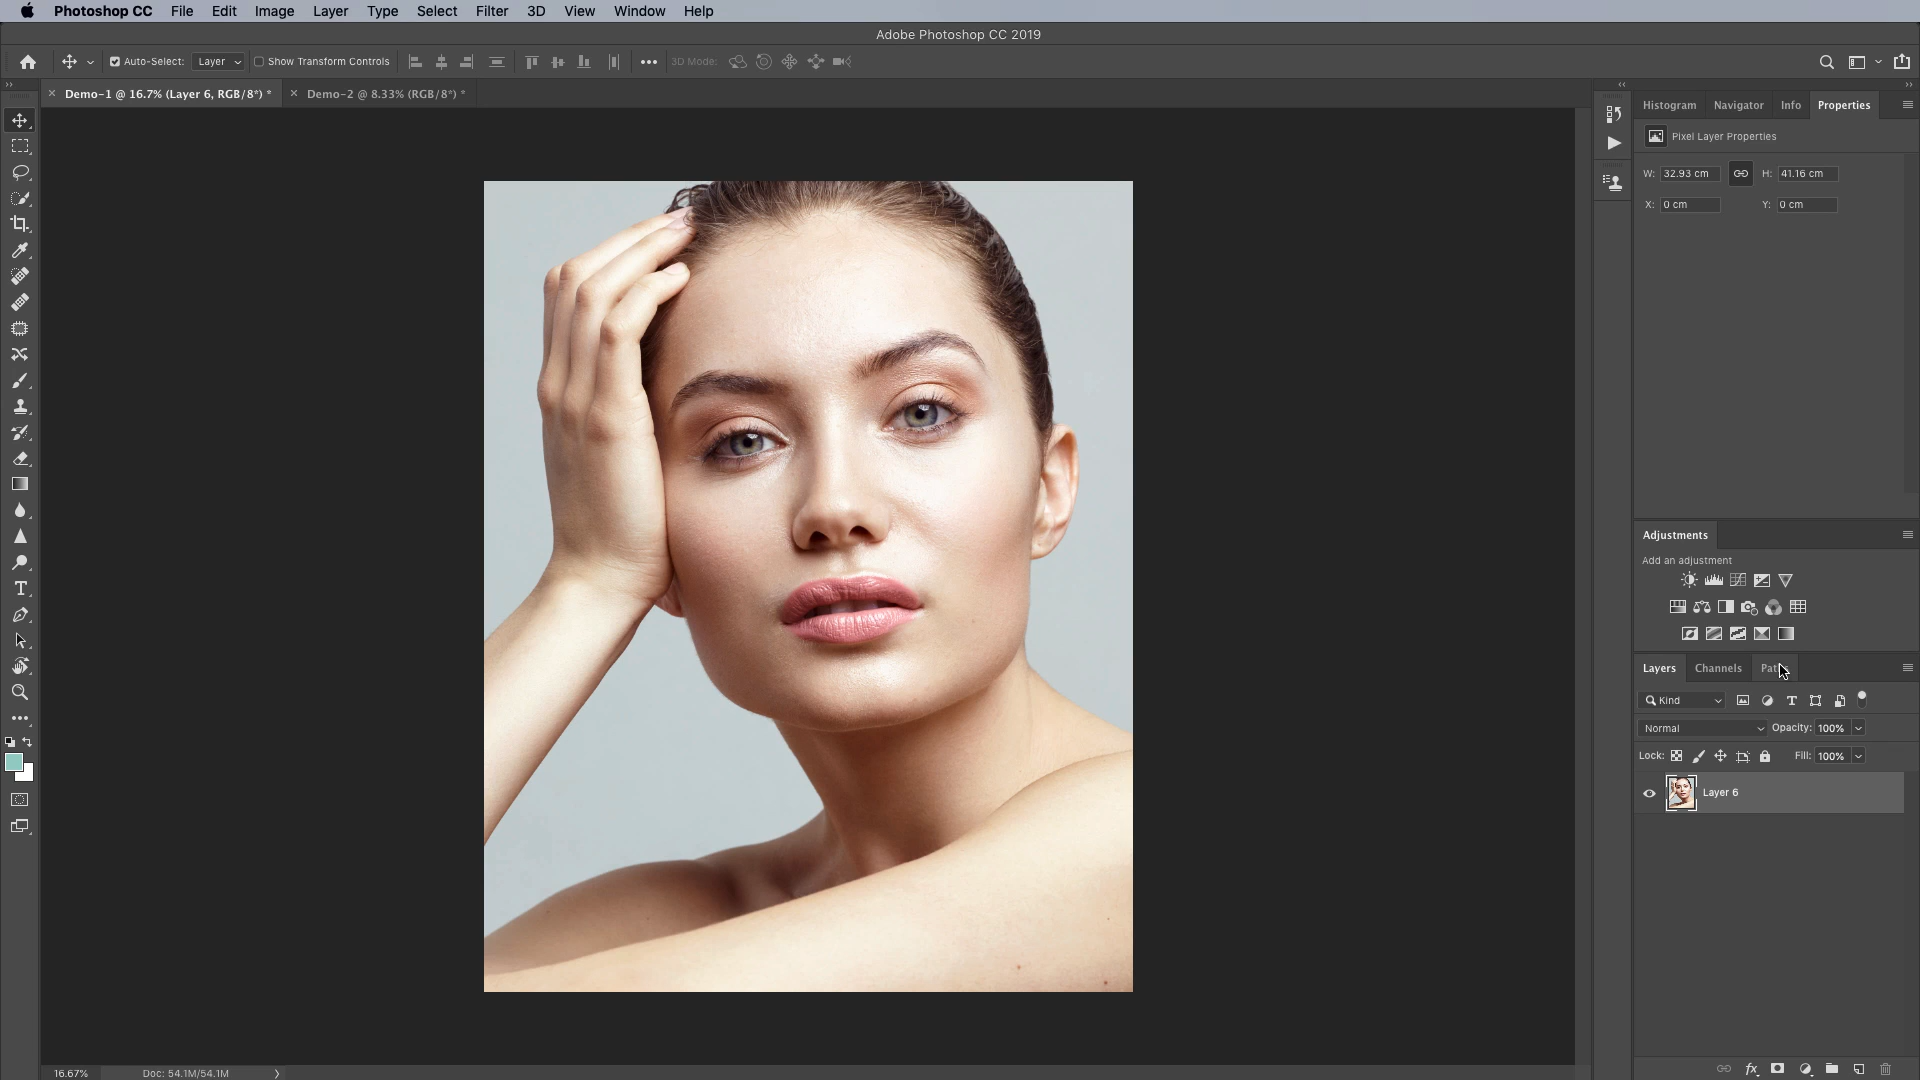 Photoshop CC File Edit Image Layer Type Select Filter 3D View Window Help
Adobe Photoshop CC 2019
Auto-Select: Layer Show Transform Controls 3D Mode:
Demo-1 @ 16.7% (Layer 6, RGB/8*) * Demo-2 @ 8.33% (RGB/8*) *
Histogram Navigator Info Properties
Pixel Layer Properties
W: 32.93 cm H: 41.16 cm
X: 0 cm Y: 0 cm
Adjustments
Add an adjustment
Layers Channels
Kind
Normal Opacity: 100%
Lock: Fill: 100%
Layer 6
16.67% Doc: 54.1M/54.1M